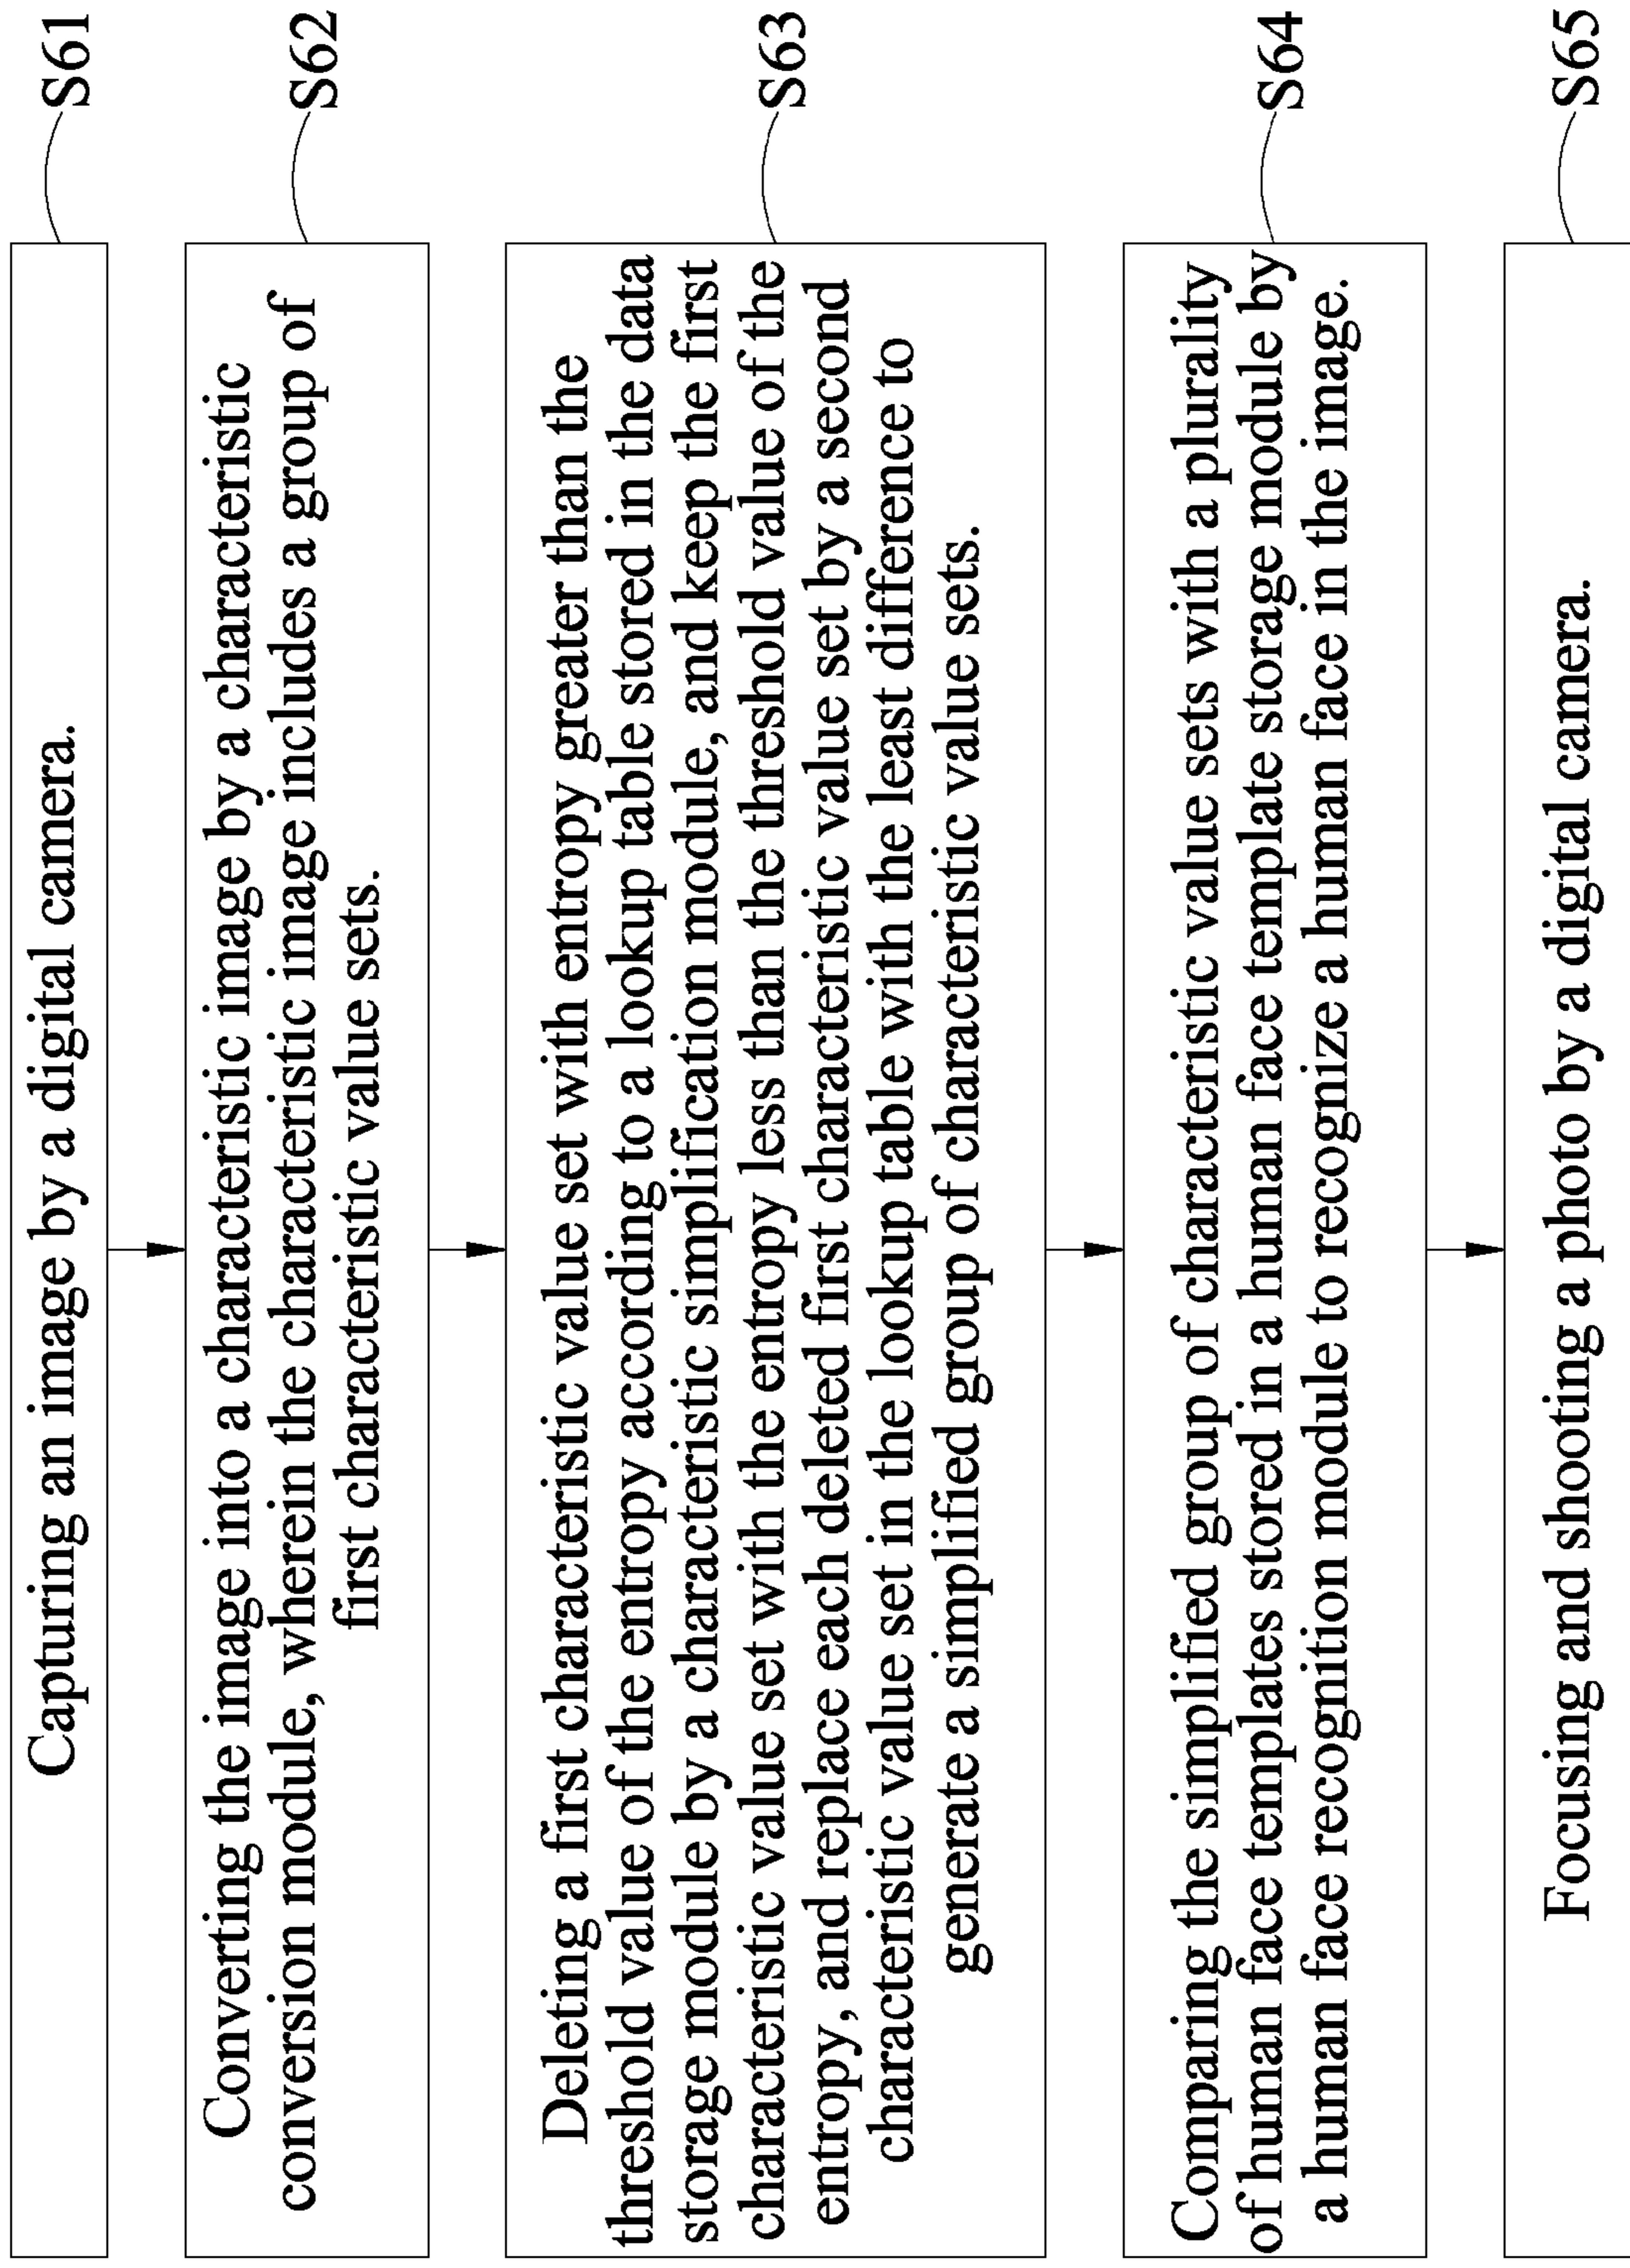 Capturing an image by a digital camera.
S61
Converting the image into a characteristic image by a characteristic
conversion module, wherein the characteristic image includes a group of
first characteristic value sets.
S62
Deleting a first characteristic value set with entropy greater than the
threshold value of the entropy according to a lookup table stored in the data
storage module by a characteristic simplification module, and keep the first
characteristic value set with the entropy less than the threshold value of the
entropy, and replace each deleted first characteristic value set by a second
characteristic value set in the lookup table with the least difference to
generate a simplified group of characteristic value sets.
S63
Comparing the simplified group of characteristic value sets with a plurality
of human face templates stored in a human face template storage module by
a human face recognition module to recognize a human face in the image.
S64
Focusing and shooting a photo by a digital camera.
S65